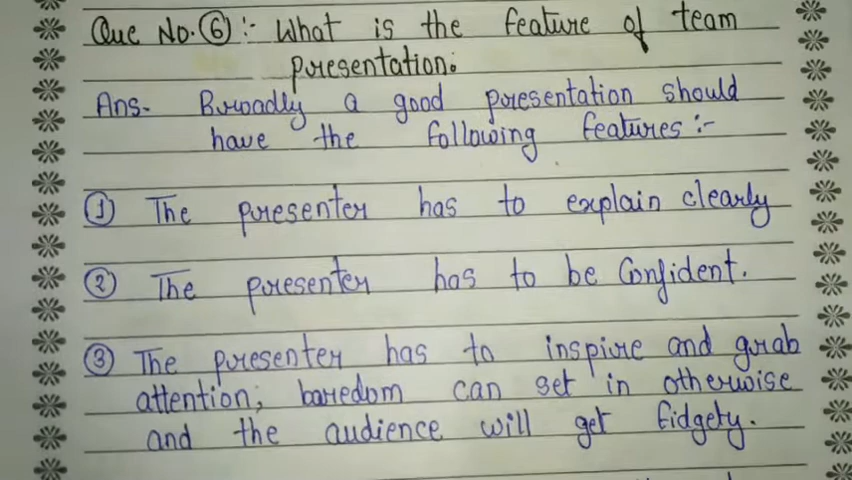 Que No. 6 :- What is the feature of team
presentation.
Ans- Broadly a good presentation should
have the following features :-
① The presenter has to explain clearly
② The presenter has to be Confident.
③ The presenter has to inspire and grab
attention; boredom can set in otherwise
and the audience will get fidgety.